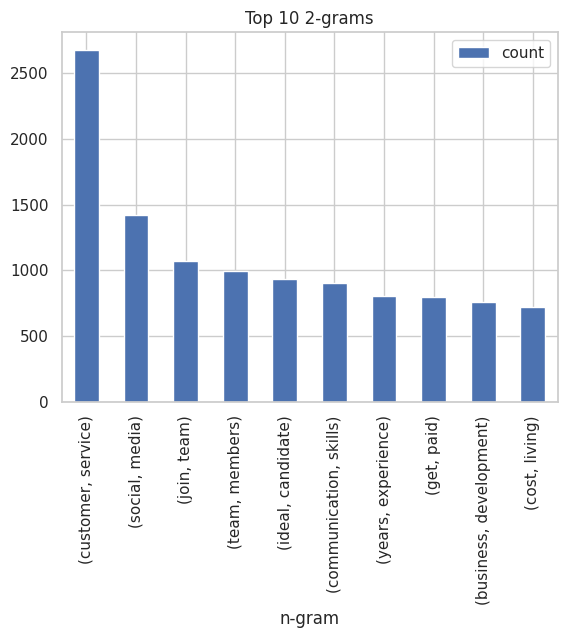 Top 10 2-grams
count
2500
2000
1500
1000
500
0
(customer, service)
(social, media)
(join, team)
(team, members)
(ideal, candidate)
(communication, skills)
(years, experience)
(get, paid)
(business, development)
(cost, living)
n-gram